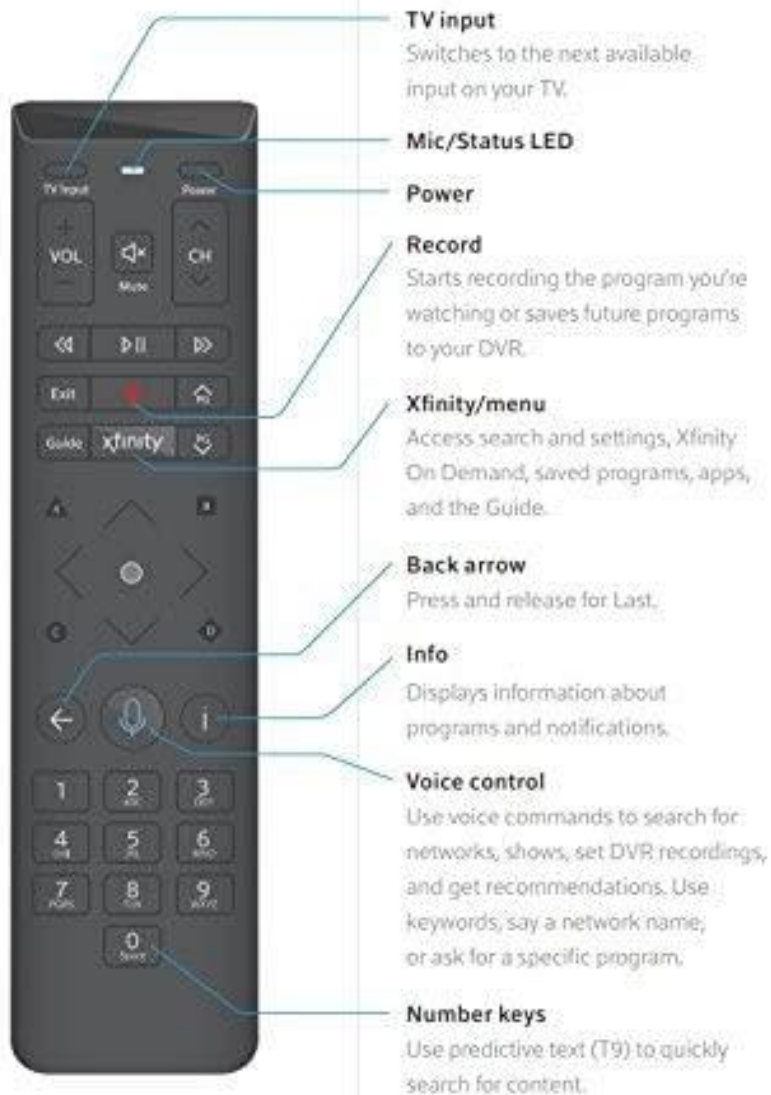 TV input
Switches to the next available
input on your TV.
Mic/Status LED
Power
Record
Starts recording the program you're
watching or saves future programs
to your DVR.
Xfinity/menu
Access search and settings, Xfinity
On Demand, saved programs, apps,
and the Guide.
Back arrow
Press and release for Last.
Info
Displays information about
programs and notifications.
Voice control
Use voice commands to search for
networks, shows, set DVR recordings,
and get recommendations. Use
keywords, say a network name,
or ask for a specific program.
Number keys
Use predictive text (T9) to quickly
search for content.
TV Input Power
VOL CH
Mute
Exit
Guide xfinity
A B
C D
i
1 2 3
4 5 6
7 8 9
0
Space